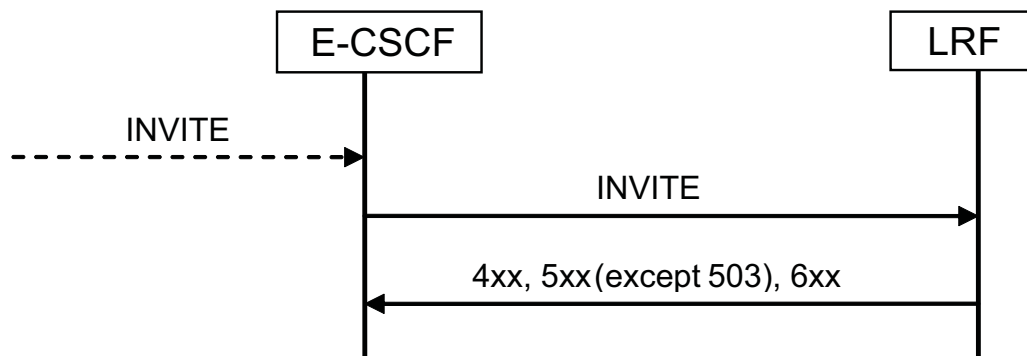 E-CSCF
LRF
INVITE
INVITE
4xx, 5xx(except 503), 6xx